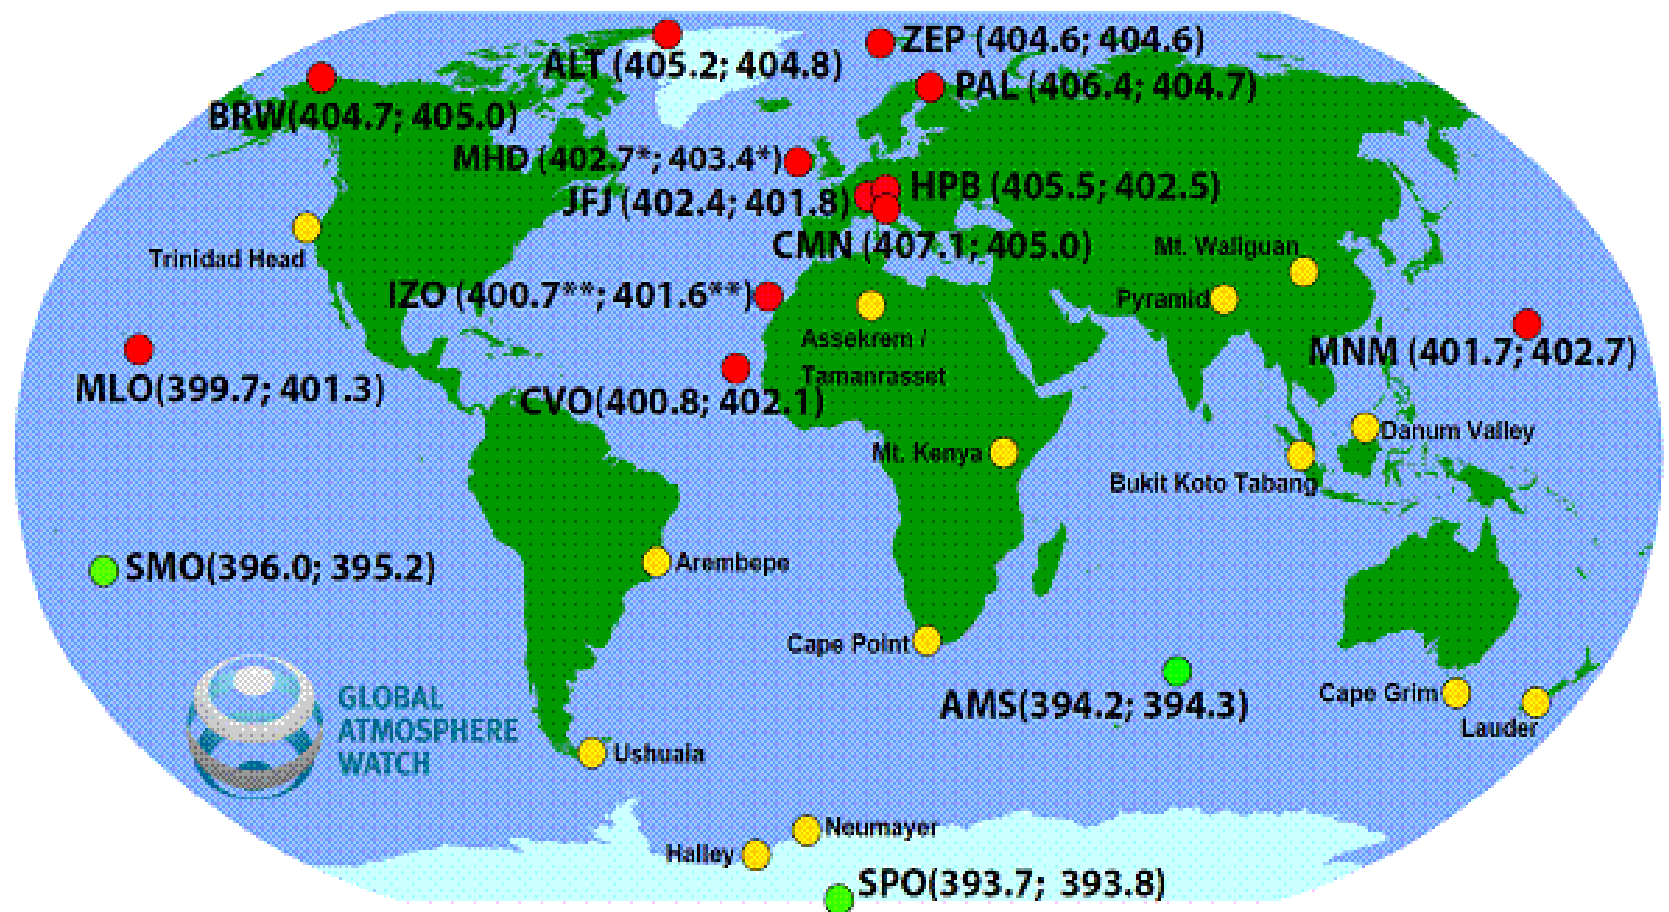 ZEP (404.6; 404.6)
ALT (405.2; 404.8)
PAL (406.4; 404.7)
BRW(404.7; 405.0)
MHD (402.7*; 403.4*)
HPB (405.5; 402.5)
JFJ (402.4; 401.8)
CMN (407.1; 405.0)
Mt. Waliguan
Trinidad Head
IZO (400.7**; 401.6**)
Pyramid
Assekrem /
Tamanrasset
MNM (401.7; 402.7)
MLO(399.7; 401.3)
CVO(400.8; 402.1)
Danum Valley
Mt. Kenya
Bukit Koto Tabang
SMO(396.0; 395.2)
Arembepe
Cape Point
AMS(394.2; 394.3)
Cape Grim
Lauder
GLOBAL
ATMOSPHERE
WATCH
Ushuaia
Neumayer
Halley
SPO(393.7; 393.8)